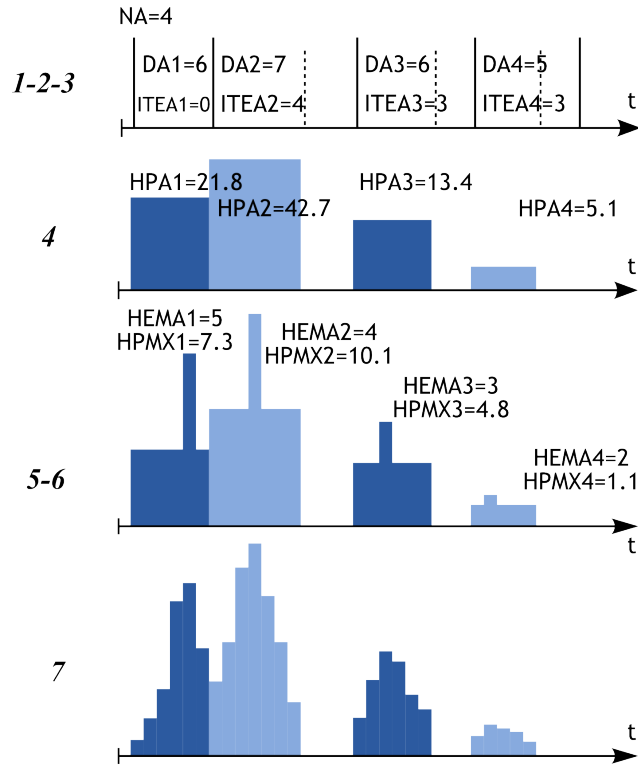 NA=4
1-2-3
DA1=6 DA2=7 DA3=6 DA4=5
ITEA1=0 ITEA2=4 ITEA3=3 ITEA4=3
t
HPA1=21.8 HPA3=13.4
HPA2=42.7 HPA4=5.1
4
t
HEMA1=5
HPMX1=7.3
HEMA2=4
HPMX2=10.1
HEMA3=3
HPMX3=4.8
HEMA4=2
HPMX4=1.1
5-6
t
7
t